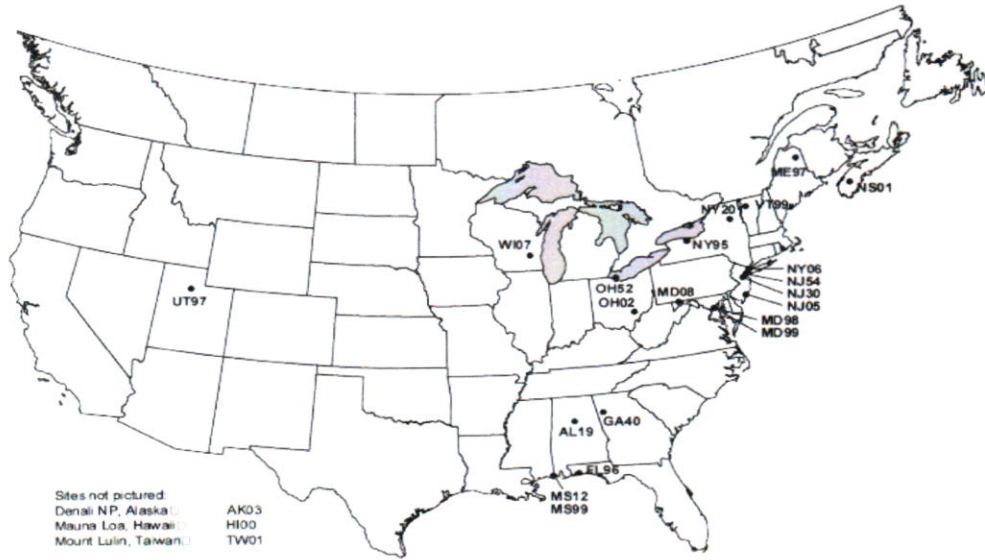 ME97
NS01
NY20
VT99
NY95
WI07
NY06
OH52
NJ54
UT97
MD08
NJ30
OH02
NJ05
MD98
MD99
GA40
AL19
FL96
MS12
MS99
Sites not pictured:
Denali NP, Alaska AK03
Mauna Loa, Hawaii HI00
Mount Lulin, Taiwan TW01